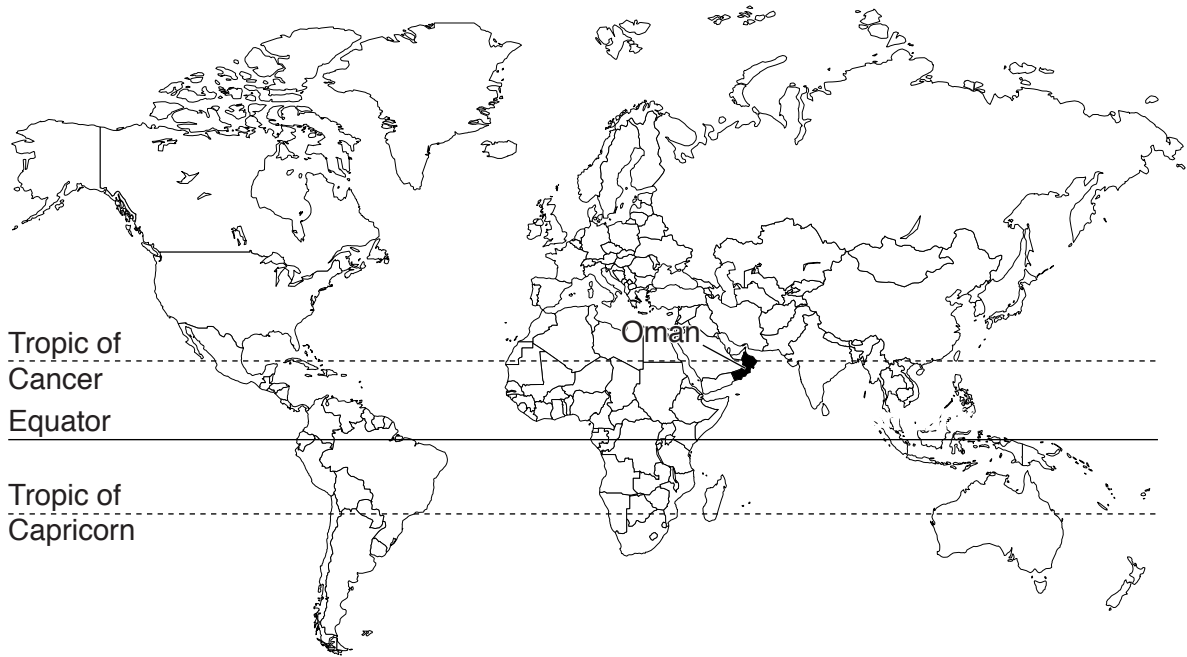 Oman
Tropic of
Cancer
Equator
Tropic of
Capricorn